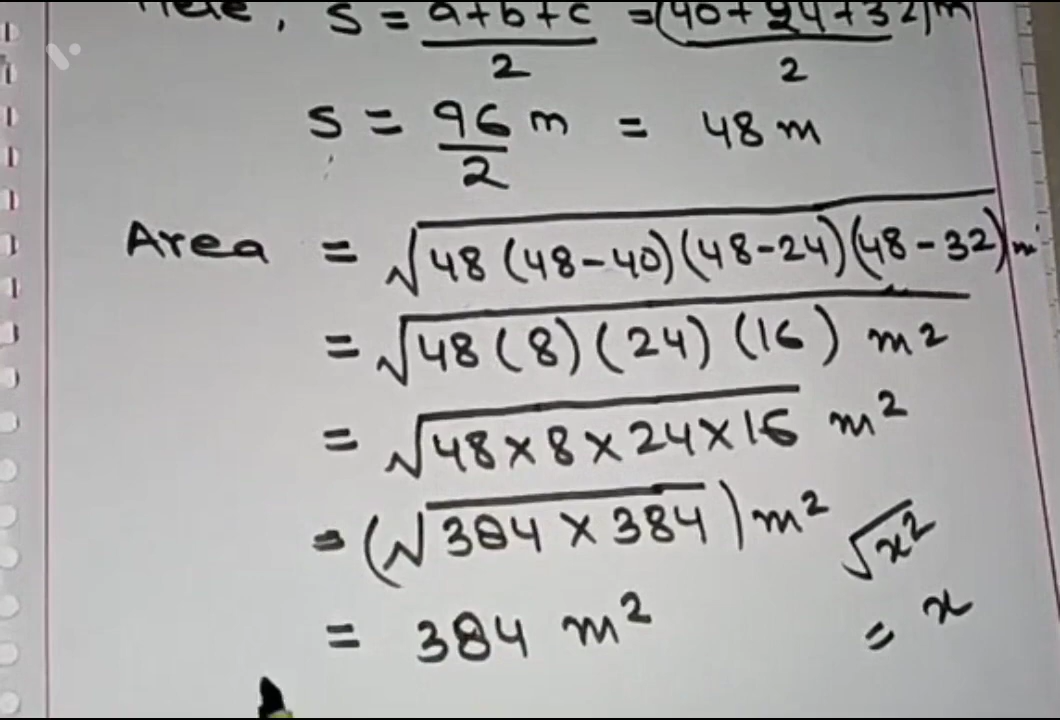 Here, S = a+b+c/2 = (40+24+32)m/2
S = 96/2 m = 48 m
Area = √48(48-40)(48-24)(48-32) m
= √48(8)(24)(16) m²
= √48×8×24×16 m²
= (√384×384) m²
√x²
= 384 m²
= x